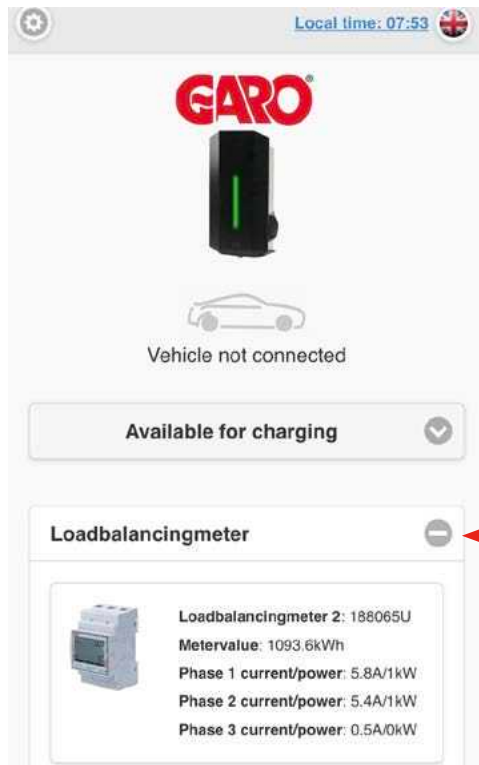 Local time: 07:53
GARO®
Vehicle not connected
Available for charging
Loadbalancingmeter
Loadbalancingmeter 2: 188065U
Metervalue: 1093.6kWh
Phase 1 current/power: 5.8A/1kW
Phase 2 current/power: 5.4A/1kW
Phase 3 current/power: 0.5A/0kW